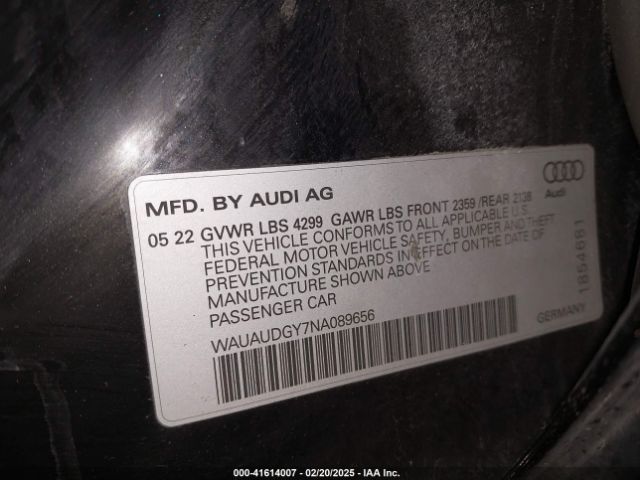 MFD. BY AUDI AG
Audi
05 22 GVWR LBS 4299 GAWR LBS FRONT 2359 /REAR 2138
THIS VEHICLE CONFORMS TO ALL APPLICABLE U.S.
FEDERAL MOTOR VEHICLE SAFETY, BUMPER AND THEFT
PREVENTION STANDARDS IN EFFECT ON THE DATE OF
MANUFACTURE SHOWN ABOVE
PASSENGER CAR
WAUAUDGY7NA089656
GERMANY
1854661
000-41614007 - 02/20/2025 - IAA Inc.